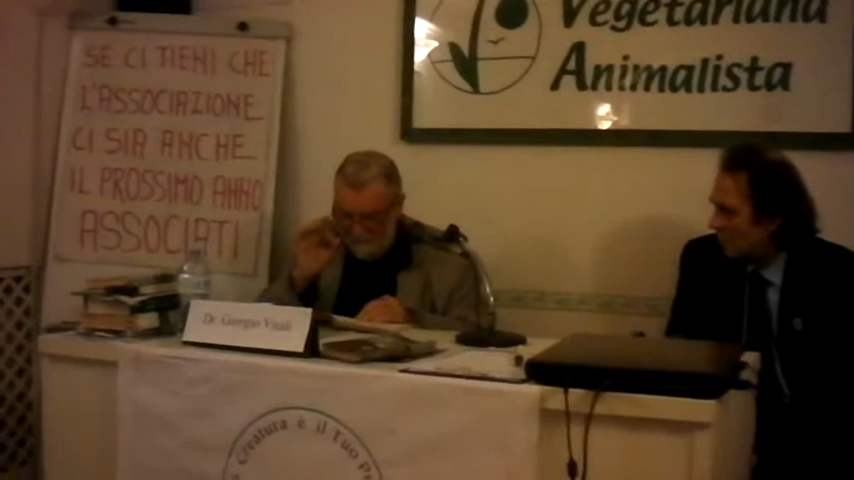 SE CI TIENI CHE
L'ASSOCIAZIONE
CI SIA ANCHE
IL PROSSIMO ANNO
ASSOCIATI
Vegetariana
Animalista
Dr. Giorgio Vitali
Creatura è il Tuo